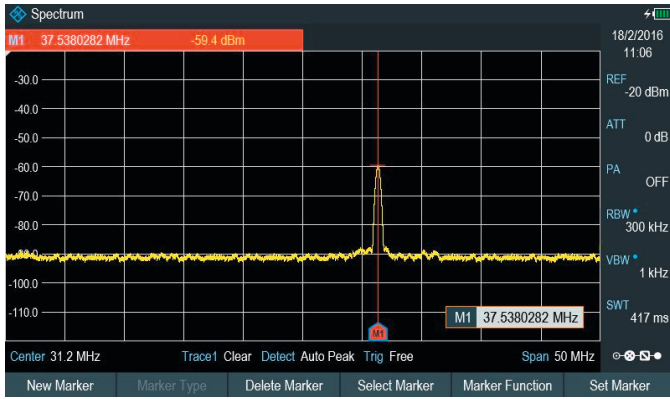 Spectrum
M1 37.5380282 MHz -59.4 dBm
18/2/2016
11:06
-30.0
-40.0
-50.0
-60.0
-70.0
-80.0
-90.0
-100.0
-110.0
REF
-20 dBm
ATT
0 dB
PA
OFF
RBW
300 kHz
VBW
1 kHz
SWT
417 ms
M1 37.5380282 MHz
M1
Center 31.2 MHz Trace1 Clear Detect Auto Peak Trig Free Span 50 MHz
New Marker Marker Type Delete Marker Select Marker Marker Function Set Marker